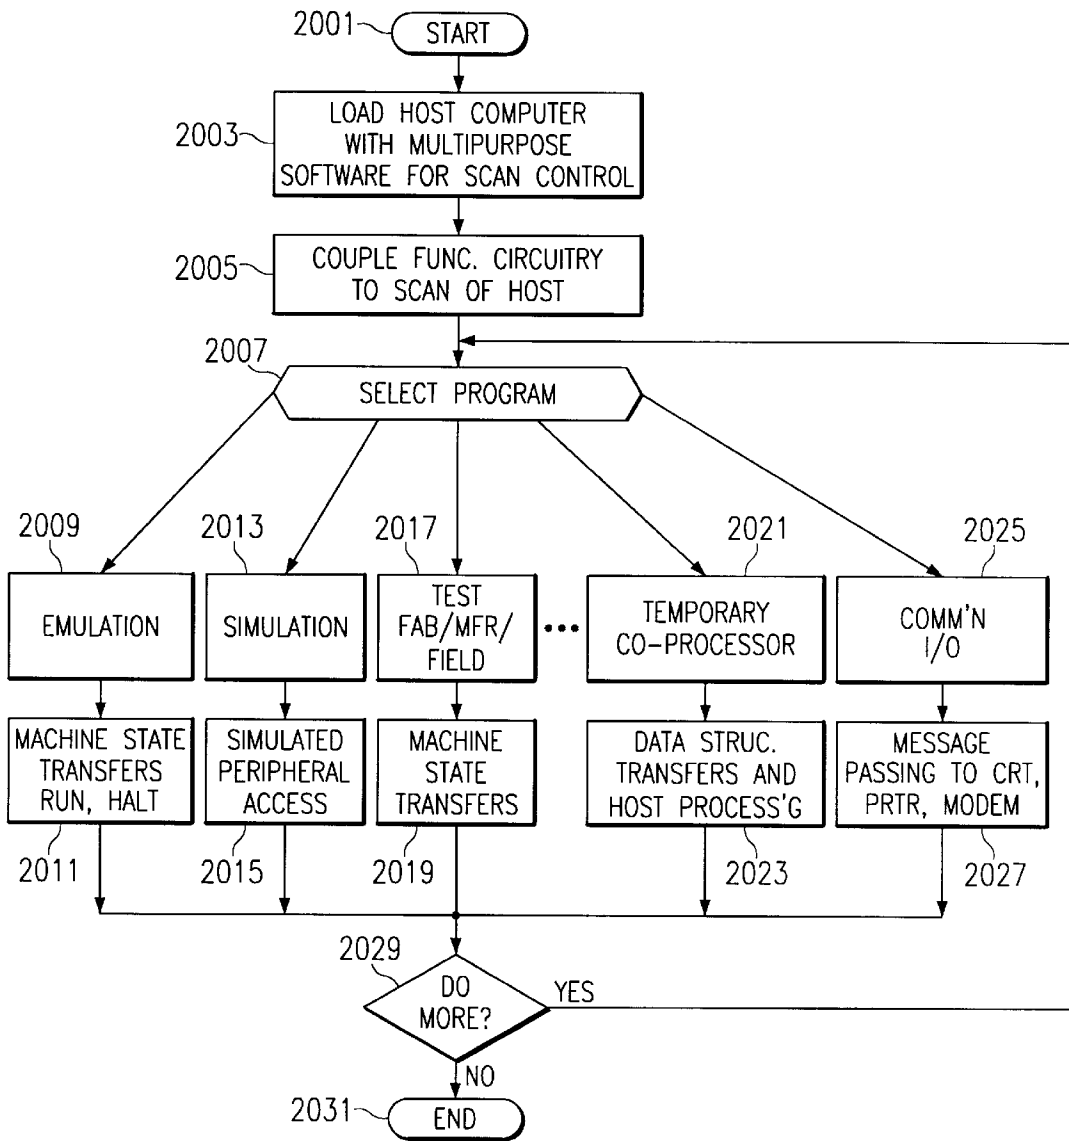 2001
START
2003
LOAD HOST COMPUTER
WITH MULTIPURPOSE
SOFTWARE FOR SCAN CONTROL
2005
COUPLE FUNC. CIRCUITRY
TO SCAN OF HOST
2007
SELECT PROGRAM
2009
EMULATION
2013
SIMULATION
2017
TEST
FAB/MFR/
FIELD
•••
2021
TEMPORARY
CO-PROCESSOR
2025
COMM'N
I/O
MACHINE STATE
TRANSFERS
RUN, HALT
2011
SIMULATED
PERIPHERAL
ACCESS
2015
MACHINE
STATE
TRANSFERS
2019
DATA STRUC.
TRANSFERS AND
HOST PROCESS'G
2023
MESSAGE
PASSING TO CRT,
PRTR, MODEM
2027
2029
DO
MORE?
YES
NO
2031
END